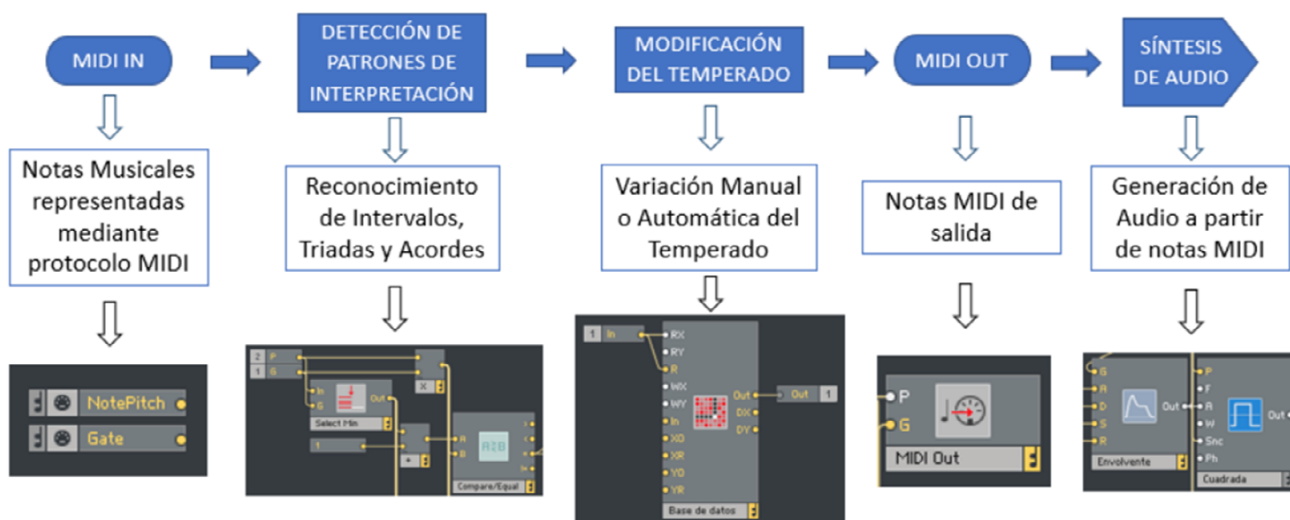 MIDI IN
DETECCIÓN DE
PATRONES DE
INTERPRETACIÓN
MODIFICACIÓN
DEL TEMPERADO
MIDI OUT
SÍNTESIS
DE AUDIO
Notas Musicales
representadas
mediante
protocolo MIDI
Reconocimiento
de Intervalos,
Triadas y Acordes
Variación Manual
o Automática del
Temperado
Notas MIDI de
salida
Generación de
Audio a partir
de notas MIDI
NotePitch
Gate
2 P
1 G
X
In
G
Out
Select Min
1
+
A
B
Compare/Equal
1 In
RX
RY
R
WX
WY
In
XO
XR
YO
YR
Out
DX
DY
Out 1
Base de datos
P
G
MIDI Out
G
A
D
S
R
Out
Envolvente
P
F
A
W
Snc
Ph
Out
Cuadrada